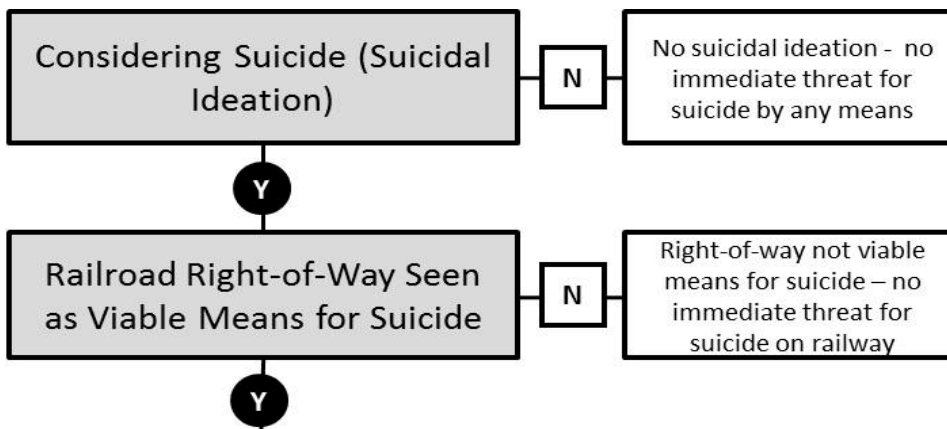 Considering Suicide (Suicidal
Ideation)
N
No suicidal ideation - no
immediate threat for
suicide by any means
Y
Railroad Right-of-Way Seen
as Viable Means for Suicide
N
Right-of-way not viable
means for suicide – no
immediate threat for
suicide on railway
Y